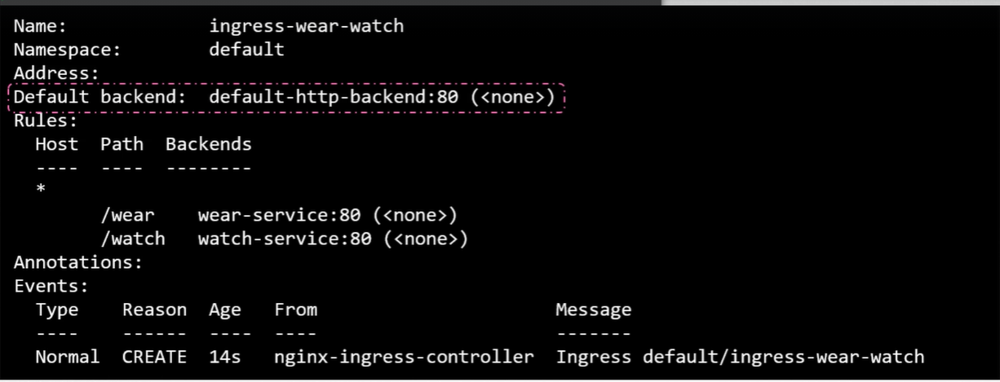 Name:             ingress-wear-watch
Namespace:        default
Address:
Default backend:  default-http-backend:80 (<none>)
Rules:
  Host  Path  Backends
  ----  ----  --------
  *
        /wear    wear-service:80 (<none>)
        /watch   watch-service:80 (<none>)
Annotations:
Events:
  Type    Reason  Age   From                      Message
  ----    ------  ----  ----                      -------
  Normal  CREATE  14s   nginx-ingress-controller  Ingress default/ingress-wear-watch